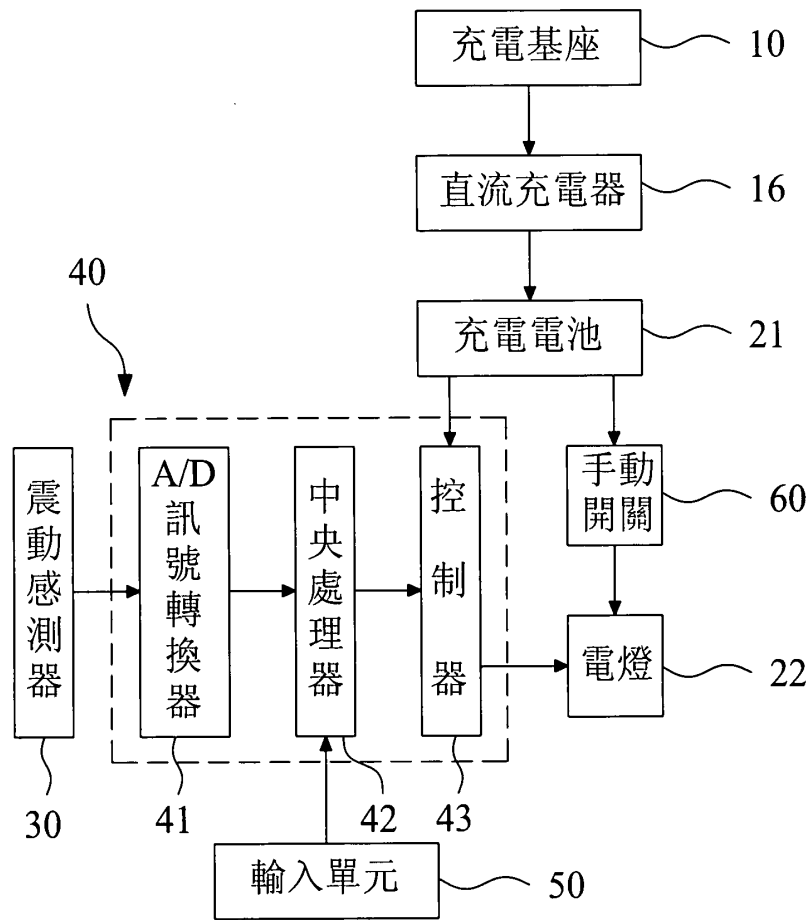 充電基座
10
直流充電器
16
40
充電電池
21
震動感測器
A/D
訊號轉換器
中央處理器
控制器
手動
開關
60
電燈
22
30
41
42
43
輸入單元
50